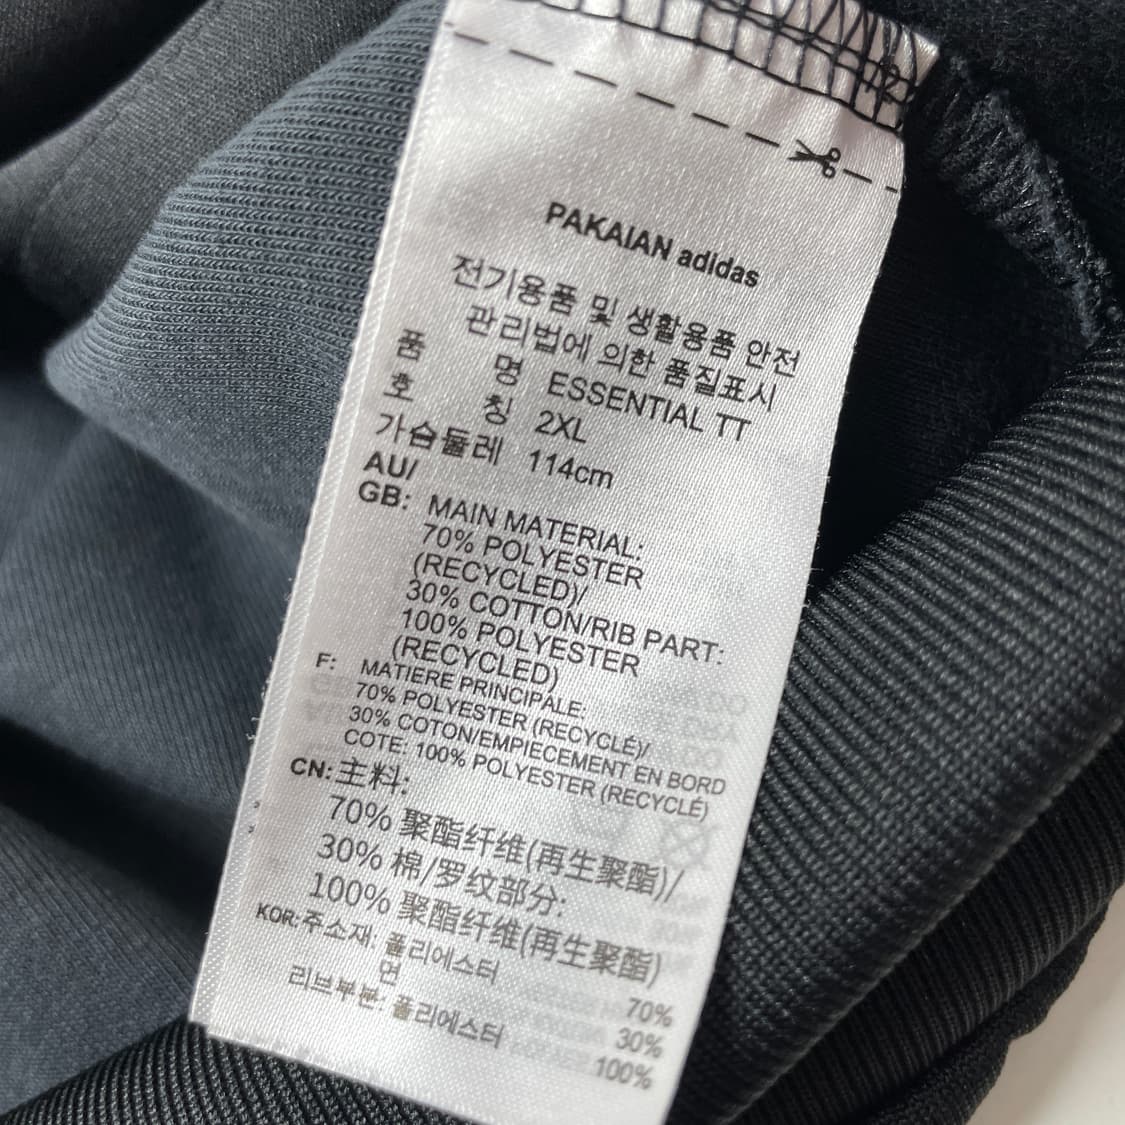 12
PAKAIAN adidas
전기용품 및 생활용품 안전
관리법에 의한 품질표시
품 명 ESSENTIAL TT
호 칭 2XL
가슴둘레 114cm
AU/
GB: MAIN MATERIAL:
70% POLYESTER
(RECYCLED)/
30% COTTON/RIB PART:
100% POLYESTER
(RECYCLED)
F: MATIERE PRINCIPALE:
70% POLYESTER (RECYCLÉ)/
30% COTON/EMPIECEMENT EN BORD
COTE: 100% POLYESTER (RECYCLÉ)
CN: 主料:
70% 聚酯纤维(再生聚酯)/
30% 棉/罗纹部分:
100% 聚酯纤维(再生聚酯)
KOR: 주소재: 폴리에스터 70%
면 30%
리브부분: 폴리에스터 100%